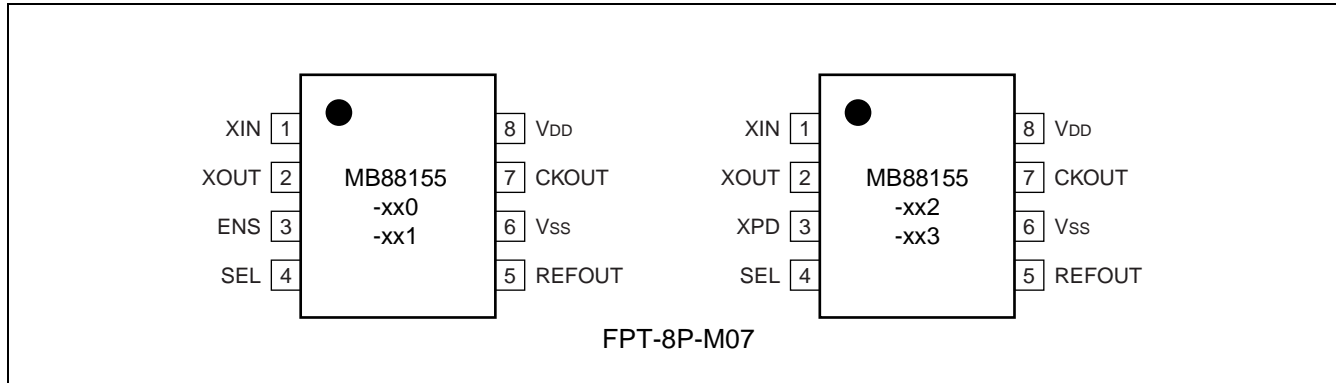 XIN 1
XOUT 2
ENS 3
SEL 4
MB88155
-xx0
-xx1
8 VDD
7 CKOUT
6 VSS
5 REFOUT
XIN 1
XOUT 2
XPD 3
SEL 4
MB88155
-xx2
-xx3
8 VDD
7 CKOUT
6 VSS
5 REFOUT
FPT-8P-M07